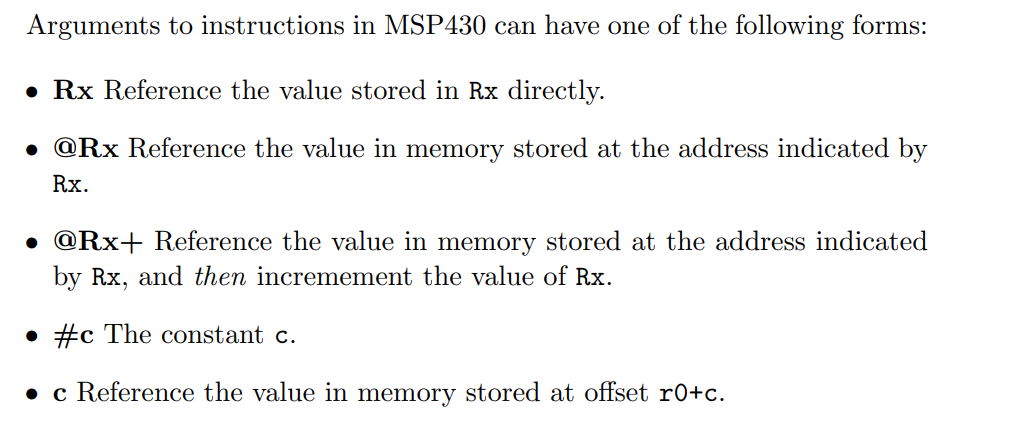 Arguments to instructions in MSP430 can have one of the following forms:
• Rx Reference the value stored in Rx directly.
• @Rx Reference the value in memory stored at the address indicated by
Rx.
• @Rx+ Reference the value in memory stored at the address indicated
by Rx, and then incremement the value of Rx.
• #c The constant c.
• c Reference the value in memory stored at offset r0+c.